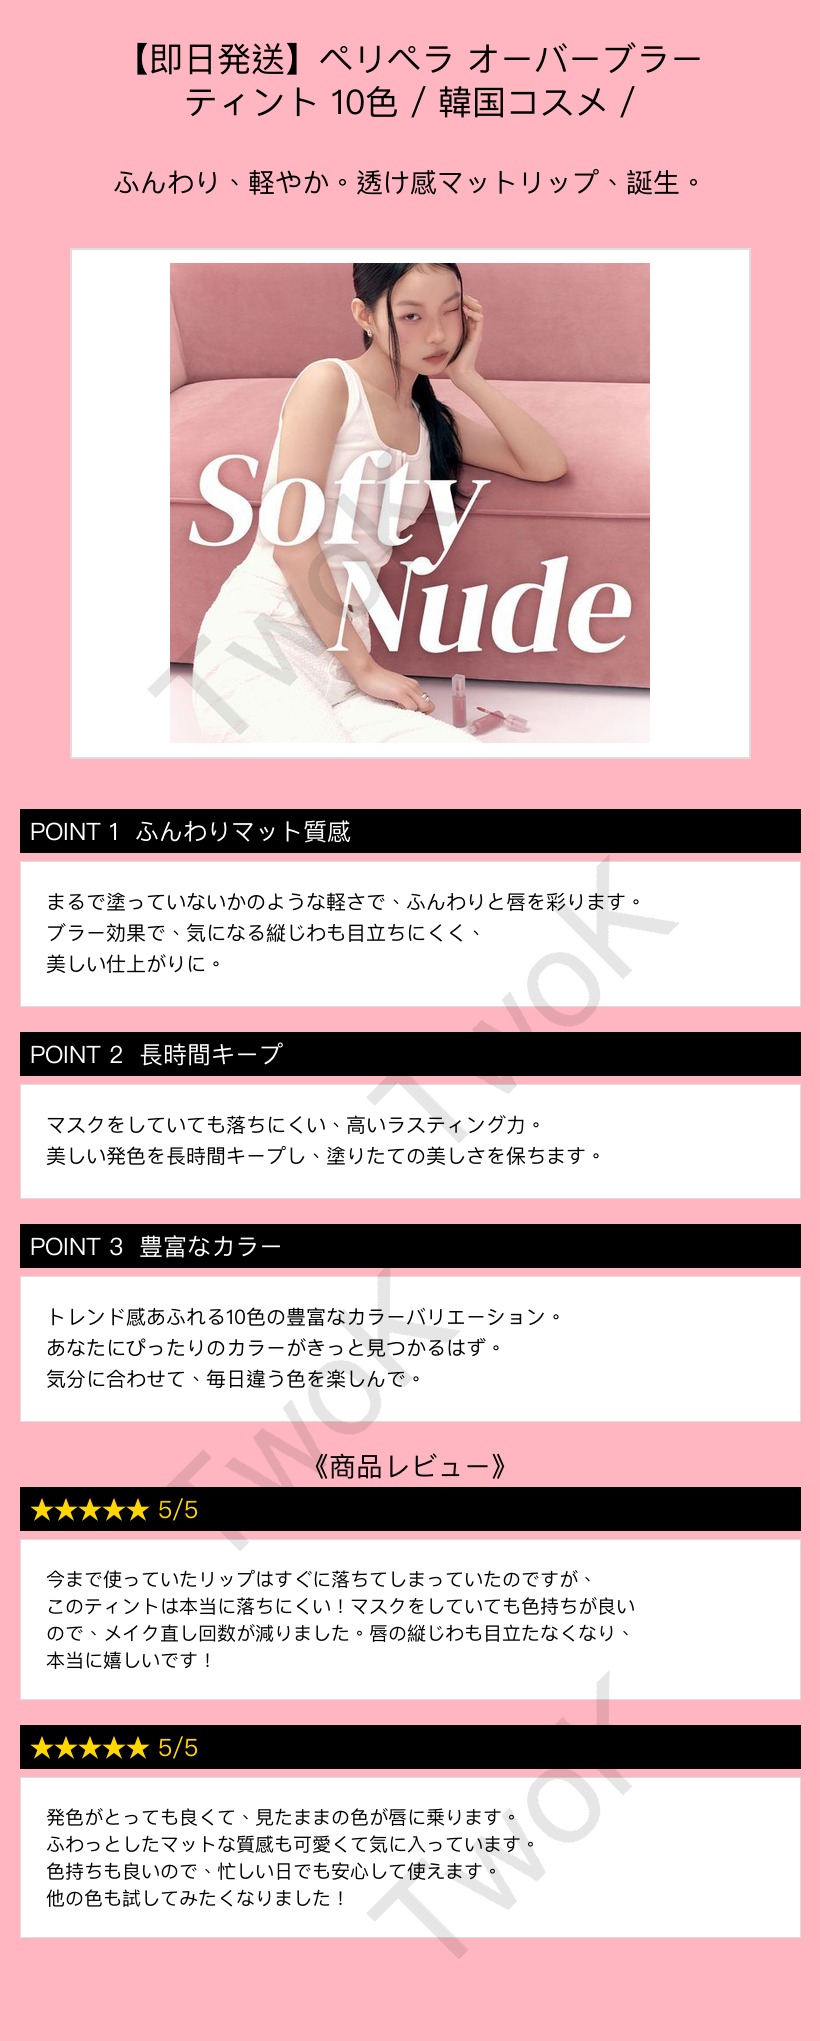 【即日発送】ペリペラ オーバーブラー
ティント 10色 / 韓国コスメ /
ふんわり、軽やか。透け感マットリップ、誕生。
Softy
Nude
TwoK
POINT 1 ふんわりマット質感
まるで塗っていないかのような軽さで、ふんわりと唇を彩ります。
ブラー効果で、気になる縦じわも目立ちにくく、
美しい仕上がりに。
TwoK
POINT 2 長時間キープ
マスクをしていても落ちにくい、高いラスティング力。
美しい発色を長時間キープし、塗りたての美しさを保ちます。
POINT 3 豊富なカラー
トレンド感あふれる10色の豊富なカラーバリエーション。
あなたにぴったりのカラーがきっと見つかるはず。
気分に合わせて、毎日違う色を楽しんで。
TwoK
《商品レビュー》
★★★★★ 5/5
今まで使っていたリップはすぐに落ちてしまっていたのですが、
このティントは本当に落ちにくい！マスクをしていても色持ちが良い
ので、メイク直し回数が減りました。唇の縦じわも目立たなくなり、
本当に嬉しいです！
★★★★★ 5/5
発色がとっても良くて、見たままの色が唇に乗ります。
ふわっとしたマットな質感も可愛くて気に入っています。
色持ちも良いので、忙しい日でも安心して使えます。
他の色も試してみたくなりました！
TwoK